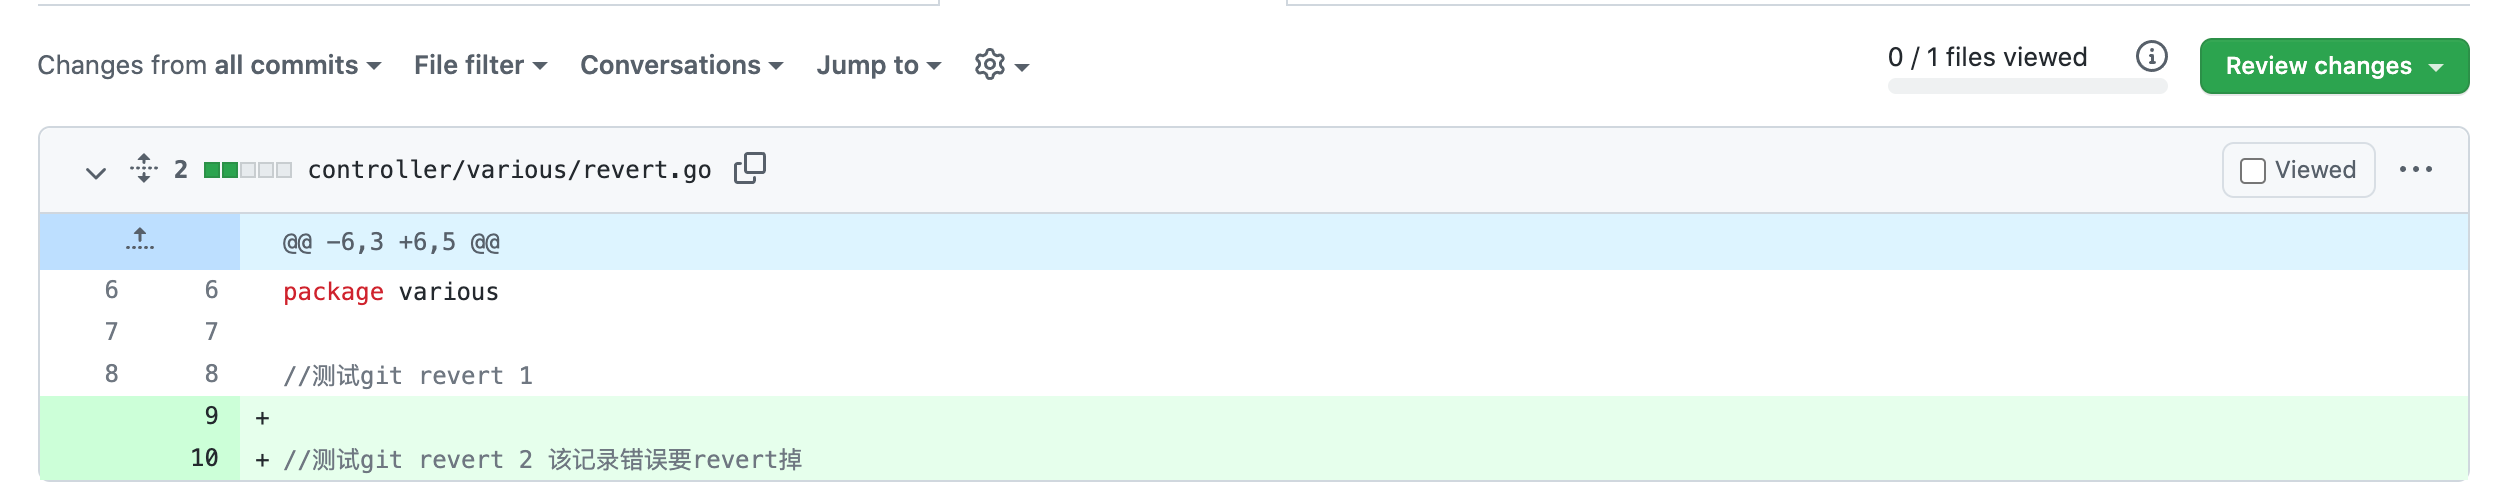 Changes from all commits File filter Conversations Jump to 0 / 1 files viewed Review changes
2 controller/various/revert.go Viewed
@@ -6,3 +6,5 @@
6 6 package various
7 7
8 8 //测试git revert 1
9 +
10 + //测试git revert 2 该记录错误要revert掉